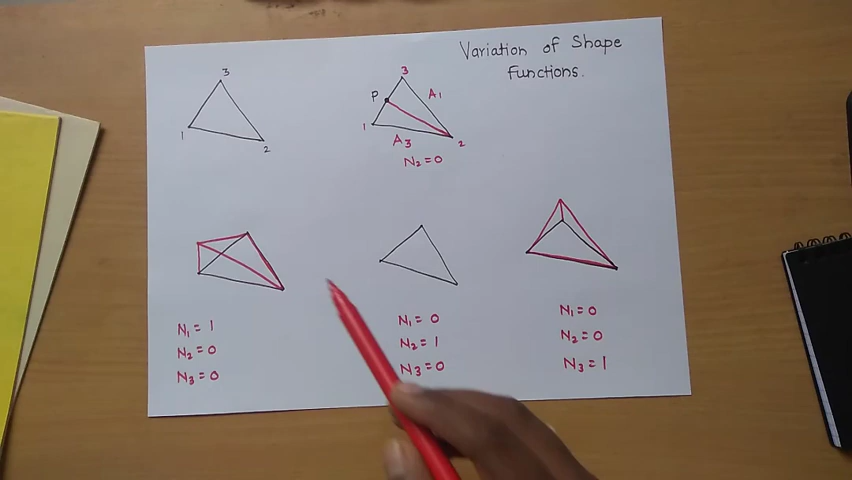 Variation of Shape
Functions.
3
1
2
3
P
A1
1
A3
2
N2=0
N1=1
N2=0
N3=0
N1=0
N2=1
N3=0
N1=0
N2=0
N3=1